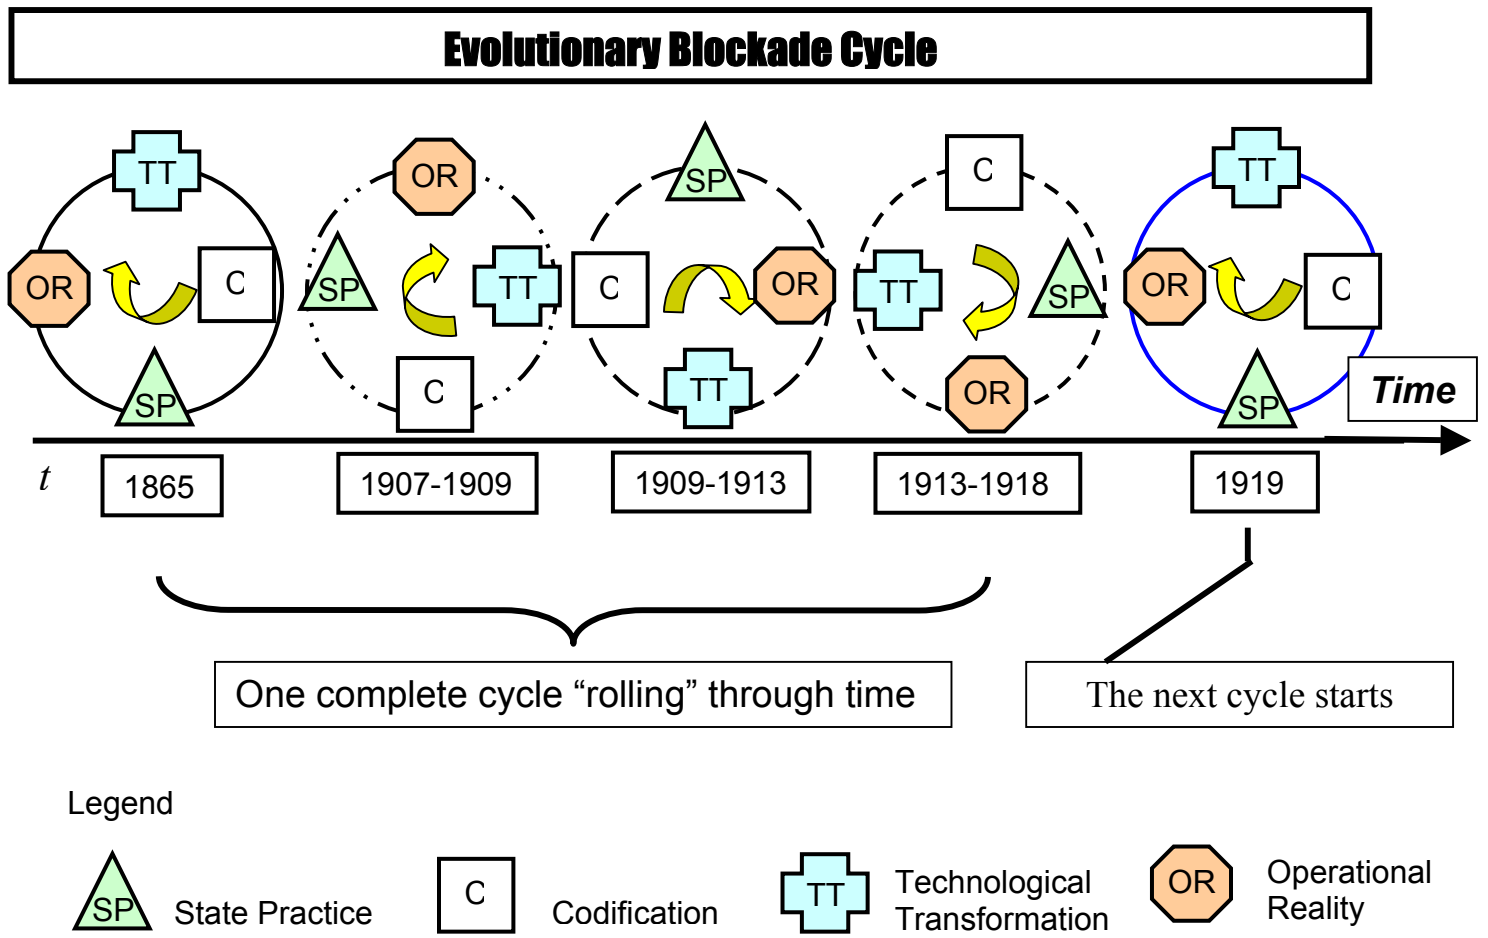 Evolutionary Blockade Cycle
TT
OR
C
SP
OR
SP
TT
C
SP
C
OR
TT
C
TT
SP
OR
TT
OR
C
SP
Time
t
1865
1907-1909
1909-1913
1913-1918
1919
One complete cycle “rolling” through time
The next cycle starts
Legend
SP
State Practice
C
Codification
TT
Technological
Transformation
OR
Operational
Reality